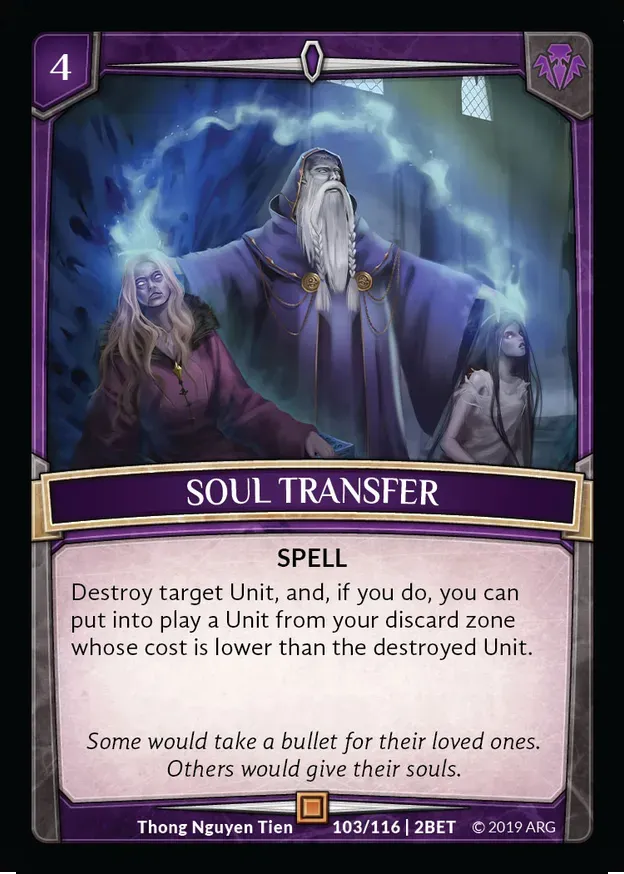 4
SOUL TRANSFER
SPELL
Destroy target Unit, and, if you do, you can
put into play a Unit from your discard zone
whose cost is lower than the destroyed Unit.
Some would take a bullet for their loved ones.
Others would give their souls.
Thong Nguyen Tien 103/116 | 2BET © 2019 ARG